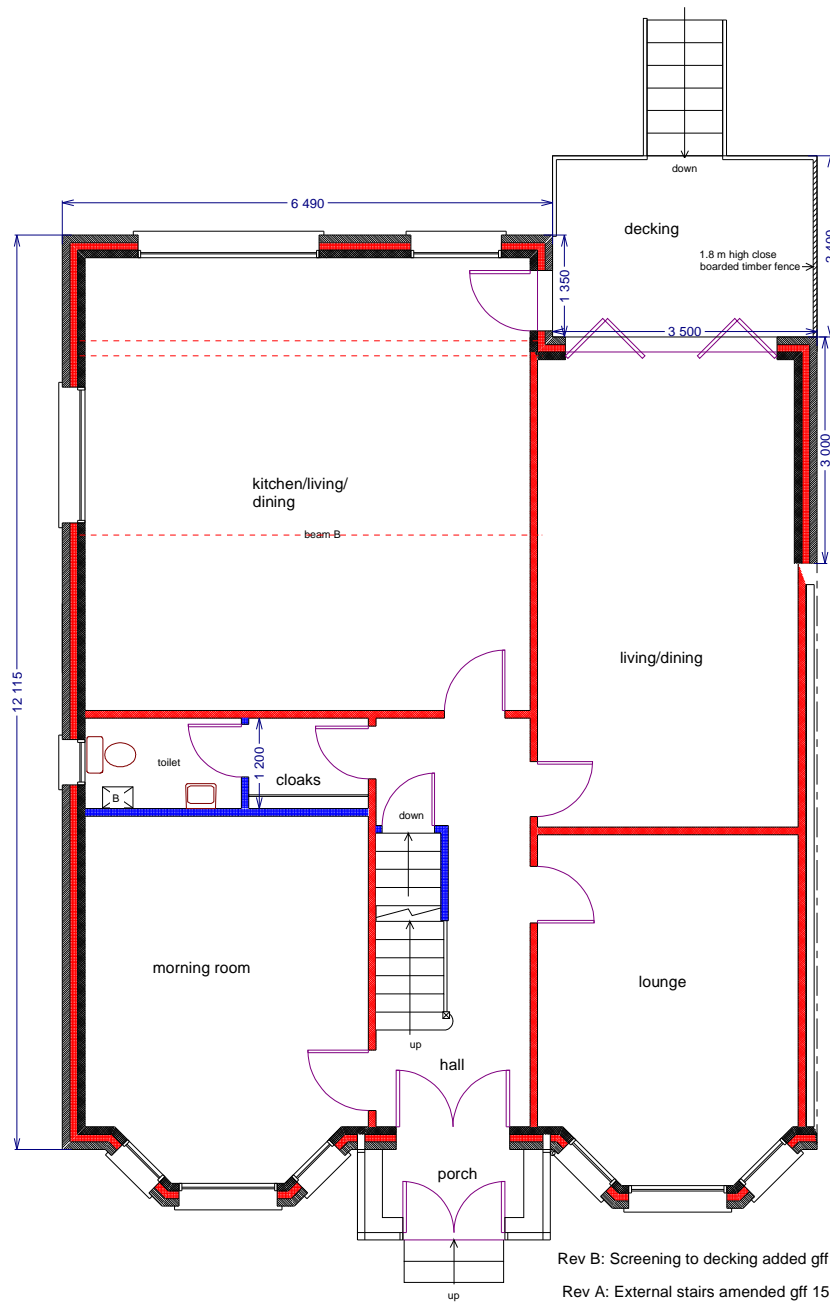 down
6 490
decking
1.8 m high close
boarded timber fence
1 350
3 500
3 000
kitchen/living/
dining
beam B
12 115
living/dining
toilet
1 200
cloaks
B
down
morning room
lounge
up
hall
porch
up
Rev B: Screening to decking added gff
Rev A: External stairs amended gff 15